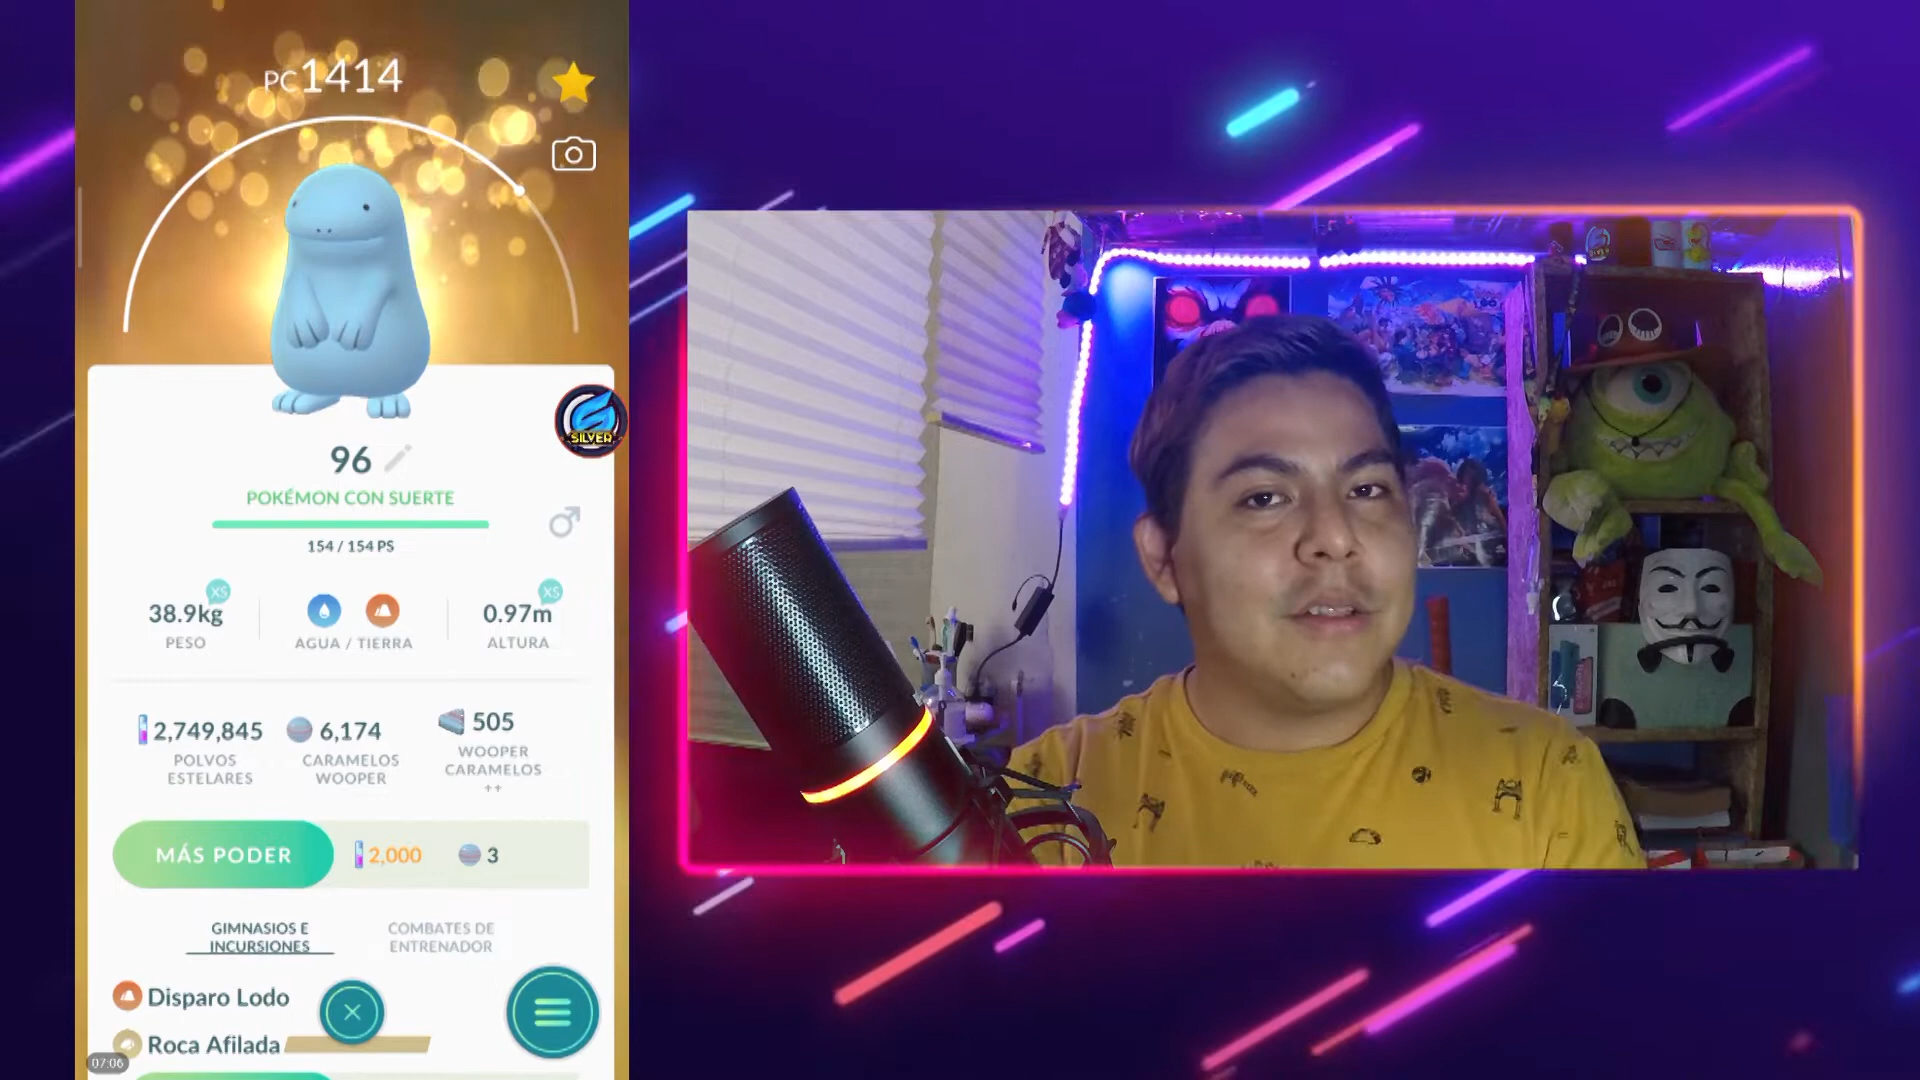 PC1414
SILVER
96
POKÉMON CON SUERTE
154 / 154 PS
XS
XS
38.9kg
0.97m
PESO
AGUA / TIERRA
ALTURA
2,749,845
6,174
505
POLVOS
ESTELARES
CARAMELOS
WOOPER
WOOPER
CARAMELOS
++
MÁS PODER
2,000
3
GIMNASIOS E
INCURSIONES
COMBATES DE
ENTRENADOR
Disparo Lodo
Roca Afilada
07:06